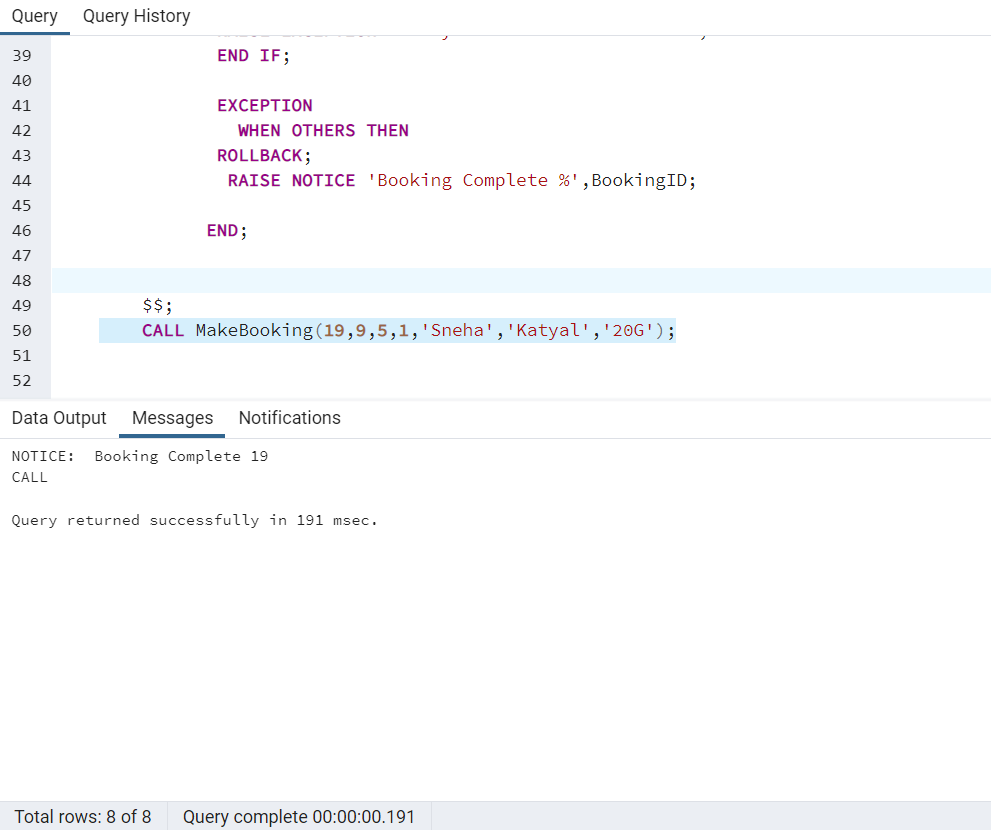 Query Query History
39 END IF;
40
41 EXCEPTION
42 WHEN OTHERS THEN
43 ROLLBACK;
44 RAISE NOTICE 'Booking Complete %',BookingID;
45
46 END;
47
48
49 $$;
50 CALL MakeBooking(19,9,5,1,'Sneha','Katyal','20G');
51
52
Data Output Messages Notifications
NOTICE:  Booking Complete 19
CALL
Query returned successfully in 191 msec.
Total rows: 8 of 8 Query complete 00:00:00.191